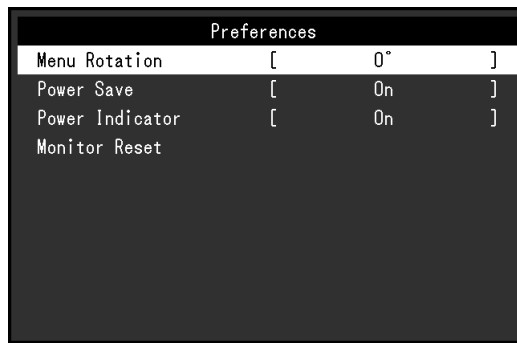 Preferences
Menu Rotation [ 0° ]
Power Save [ On ]
Power Indicator [ On ]
Monitor Reset